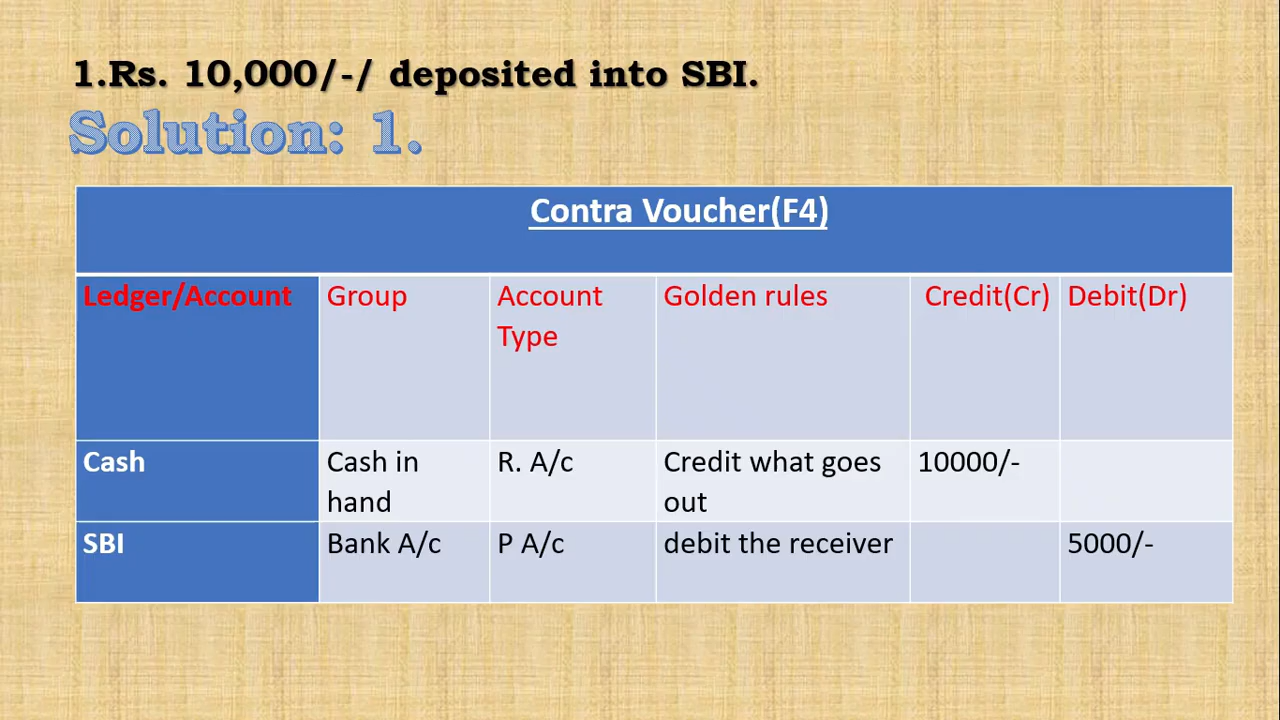 1.Rs. 10,000/-/ deposited into SBI.
Solution: 1.
Contra Voucher(F4)
Ledger/Account Group Account Type Golden rules Credit(Cr) Debit(Dr)
Cash Cash in hand R. A/c Credit what goes out 10000/-
SBI Bank A/c P A/c debit the receiver 5000/-